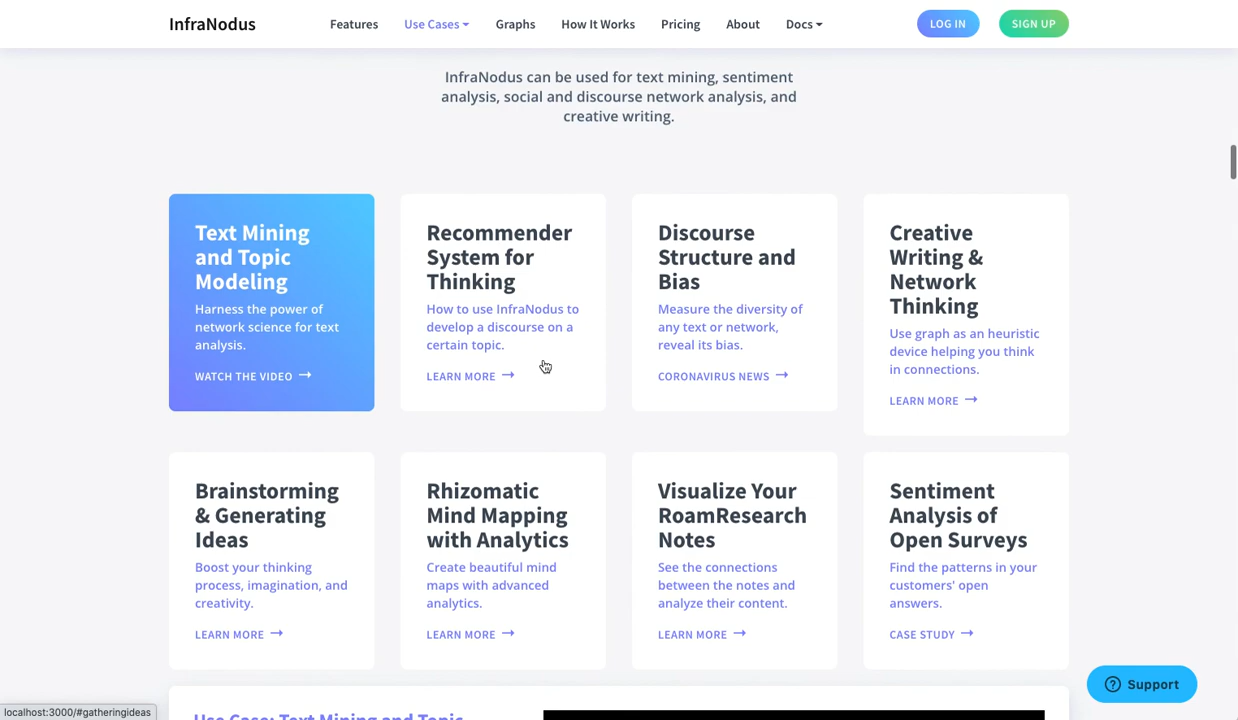 InfraNodus
Features
Use Cases
Graphs
How It Works
Pricing
About
Docs
LOG IN
SIGN UP
InfraNodus can be used for text mining, sentiment
analysis, social and discourse network analysis, and
creative writing.
Text Mining
and Topic
Modeling
Harness the power of
network science for text
analysis.
WATCH THE VIDEO →
Recommender
System for
Thinking
How to use InfraNodus to
develop a discourse on a
certain topic.
LEARN MORE →
Discourse
Structure and
Bias
Measure the diversity of
any text or network,
reveal its bias.
CORONAVIRUS NEWS →
Creative
Writing &
Network
Thinking
Use graph as an heuristic
device helping you think
in connections.
LEARN MORE →
Brainstorming
& Generating
Ideas
Boost your thinking
process, imagination, and
creativity.
LEARN MORE →
Rhizomatic
Mind Mapping
with Analytics
Create beautiful mind
maps with advanced
analytics.
LEARN MORE →
Visualize Your
RoamResearch
Notes
See the connections
between the notes and
analyze their content.
LEARN MORE →
Sentiment
Analysis of
Open Surveys
Find the patterns in your
customers' open
answers.
CASE STUDY →
Use Case: Text Mining and Topic
Support
localhost:3000/#gatheringideas